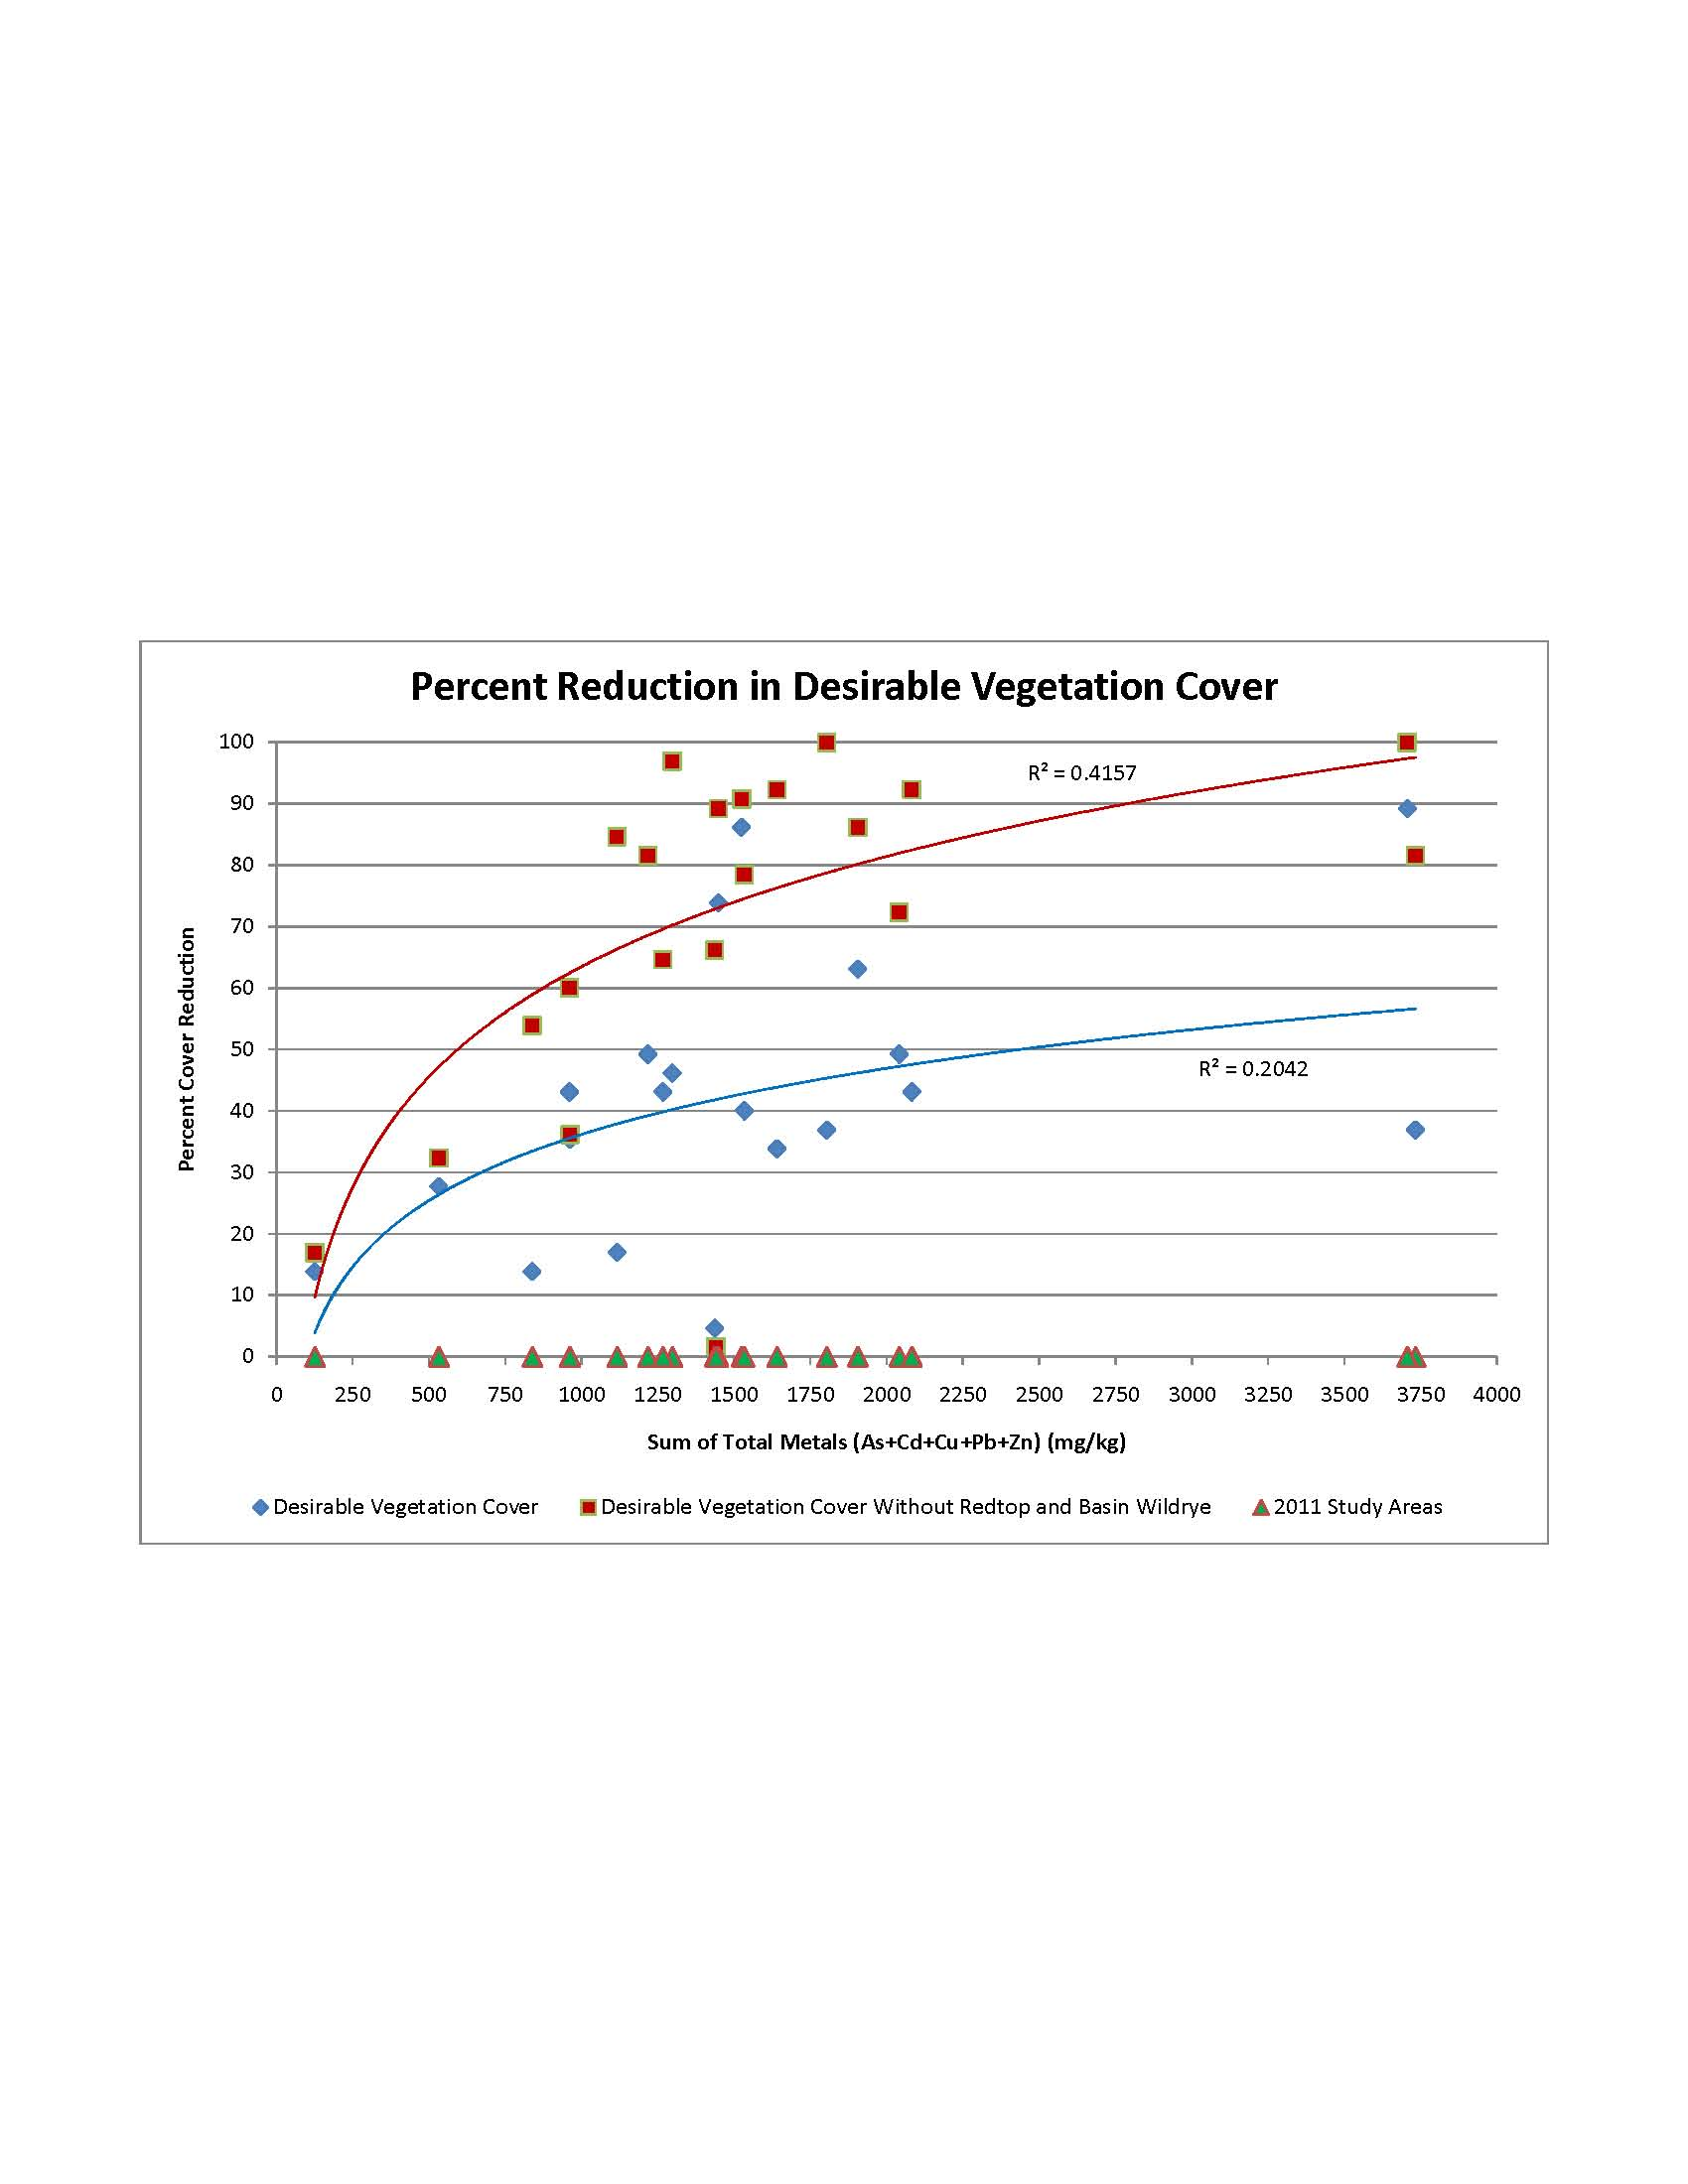 Percent Reduction in Desirable Vegetation Cover
100
90
80
70
60
50
40
30
20
10
0
Percent Cover Reduction
R² = 0.4157
R² = 0.2042
0 250 500 750 1000 1250 1500 1750 2000 2250 2500 2750 3000 3250 3500 3750 4000
Sum of Total Metals (As+Cd+Cu+Pb+Zn) (mg/kg)
Desirable Vegetation Cover Desirable Vegetation Cover Without Redtop and Basin Wildrye 2011 Study Areas